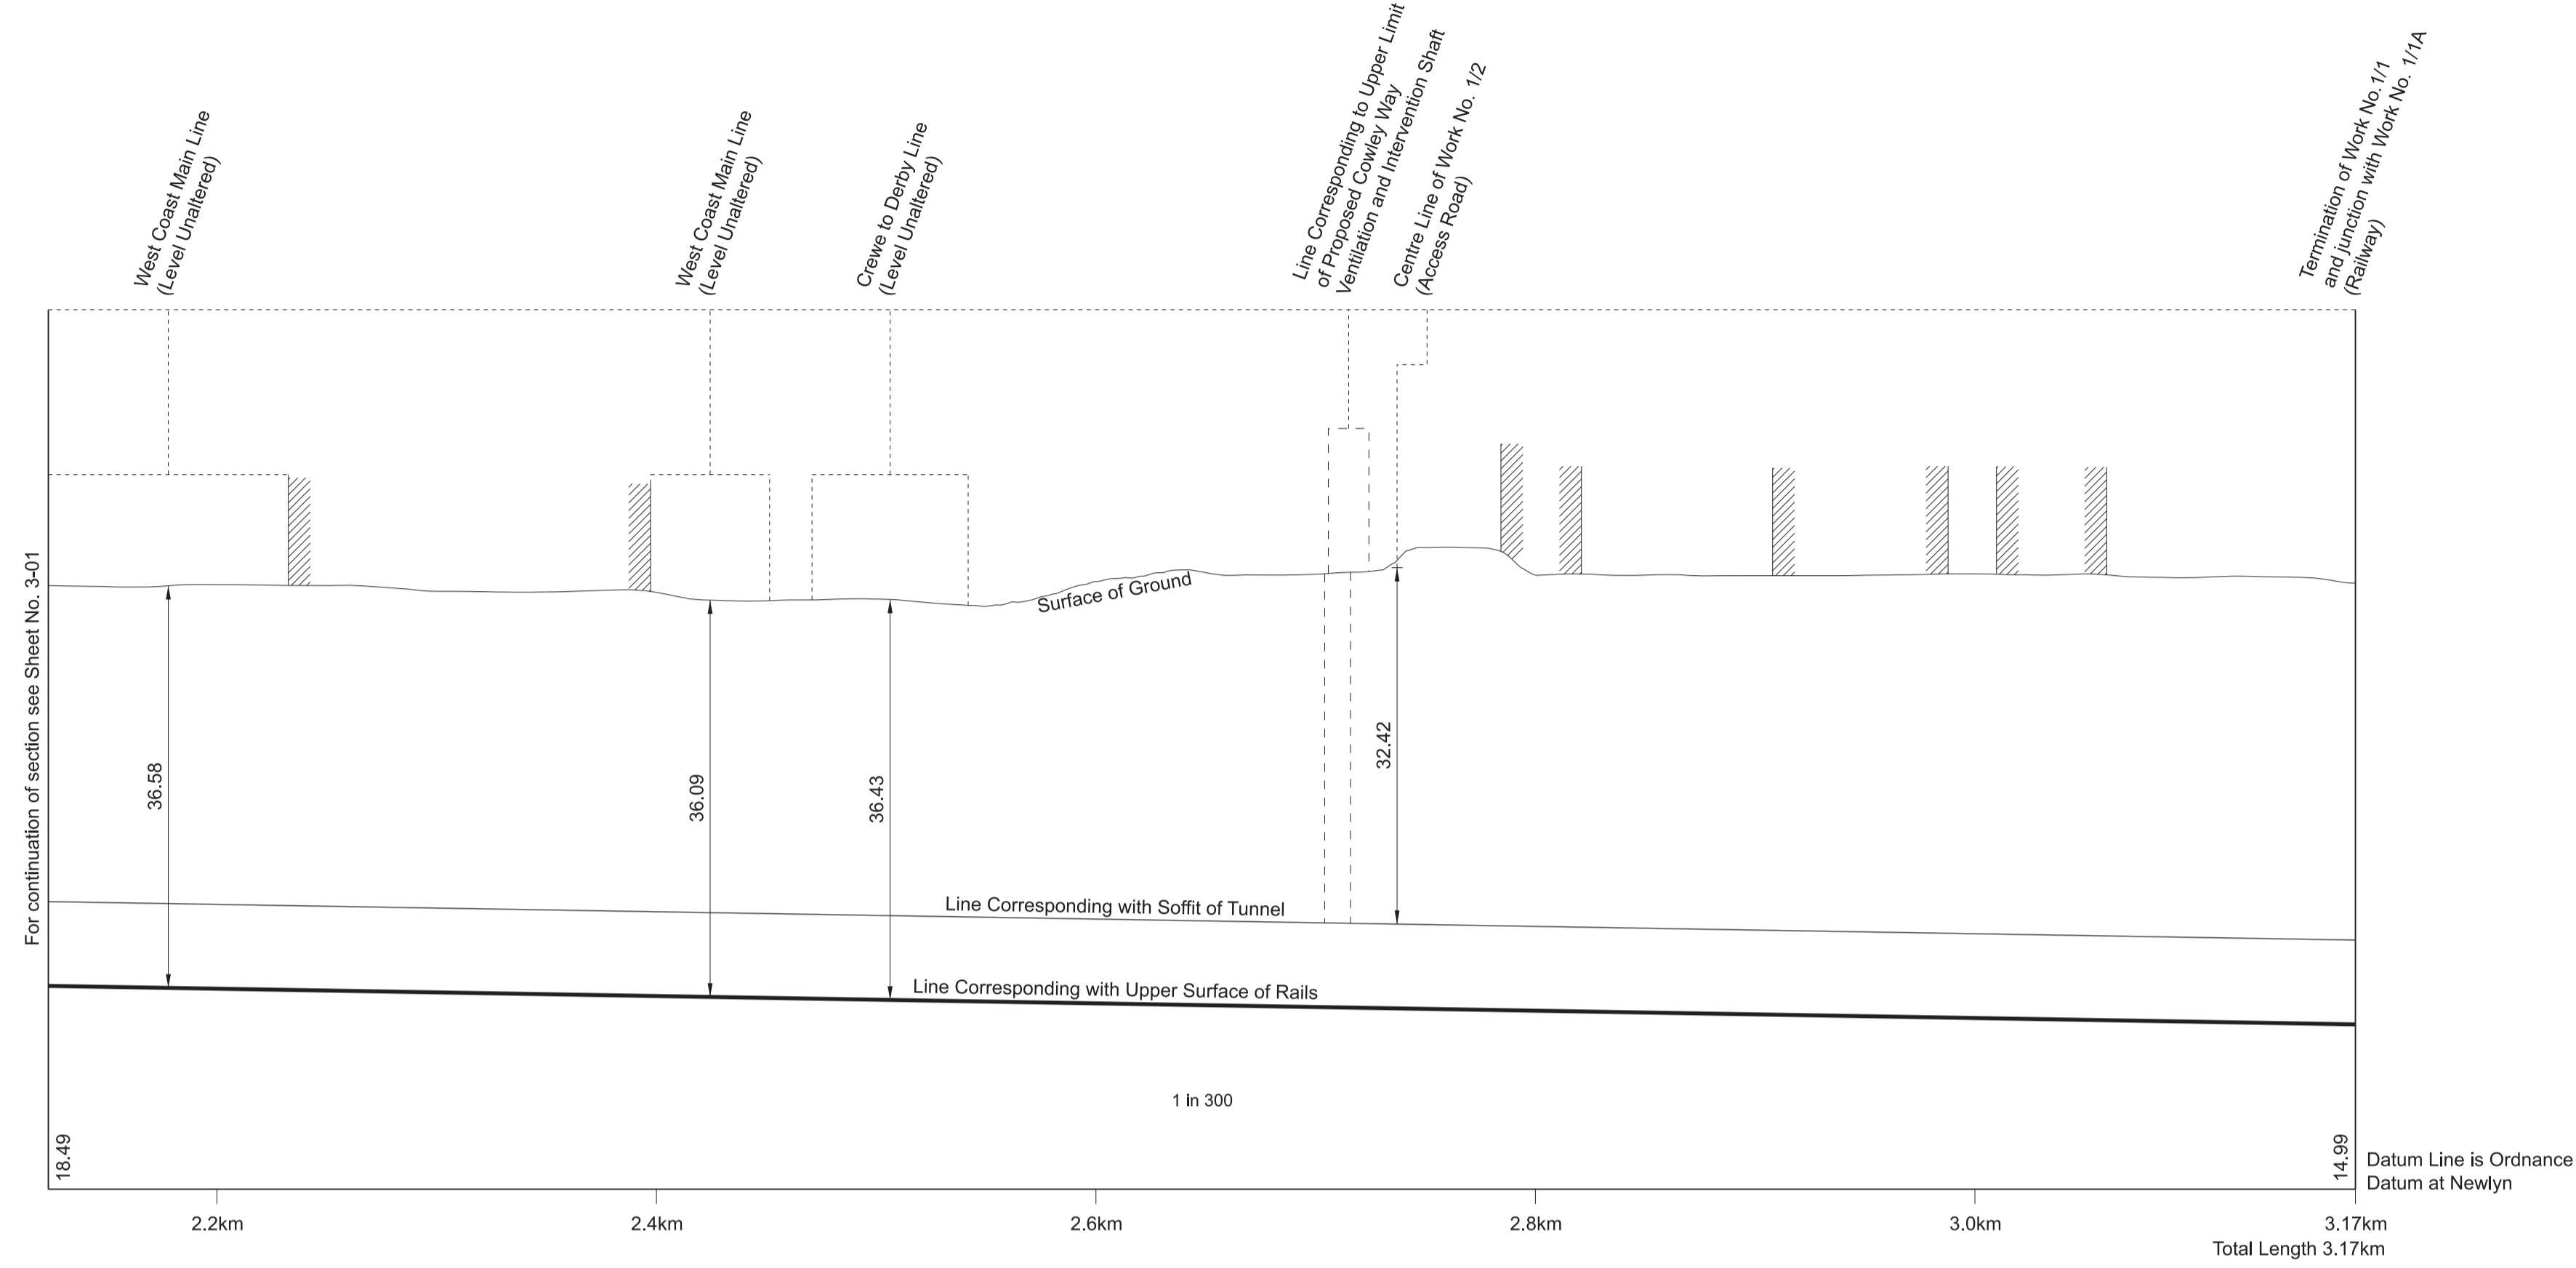 West Coast Main Line
(Level Unaltered)
West Coast Main Line
(Level Unaltered)
Crewe to Derby Line
(Level Unaltered)
Line Corresponding to Upper Limit
of Proposed Cowley Way
Ventilation and Intervention Shaft
Centre Line of Work No. 1/2
(Access Road)
Termination of Work No.1/1
and junction with Work No. 1/1A
(Railway)
For continuation of section see Sheet No. 3-01
Surface of Ground
36.58
36.09
36.43
32.42
Line Corresponding with Soffit of Tunnel
Line Corresponding with Upper Surface of Rails
1 in 300
18.49
14.99
Datum Line is Ordnance
Datum at Newlyn
2.2km
2.4km
2.6km
2.8km
3.0km
3.17km
Total Length 3.17km